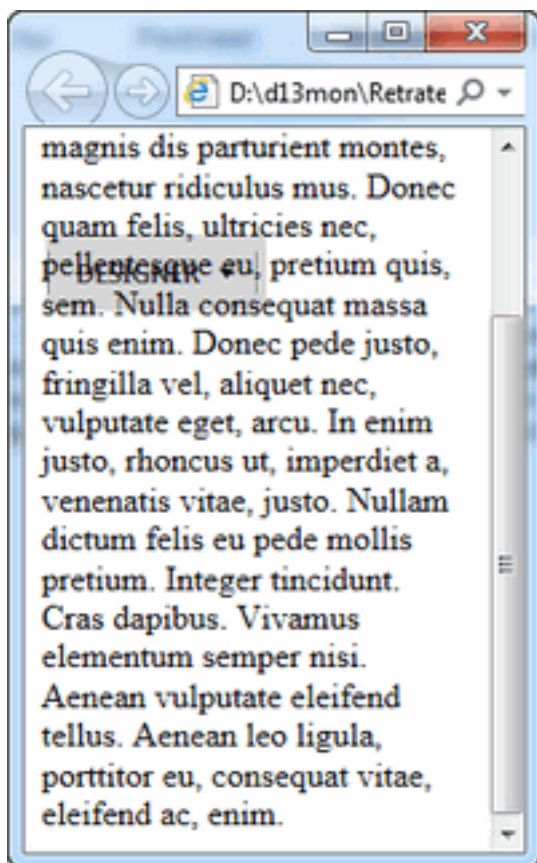 D:\d13mon\Retrate
magnis dis parturient montes,
nascetur ridiculus mus. Donec
quam felis, ultricies nec,
pellentesque eu, pretium quis,
DESIGNER
sem. Nulla consequat massa
quis enim. Donec pede justo,
fringilla vel, aliquet nec,
vulputate eget, arcu. In enim
justo, rhoncus ut, imperdiet a,
venenatis vitae, justo. Nullam
dictum felis eu pede mollis
pretium. Integer tincidunt.
Cras dapibus. Vivamus
elementum semper nisi.
Aenean vulputate eleifend
tellus. Aenean leo ligula,
porttitor eu, consequat vitae,
eleifend ac, enim.